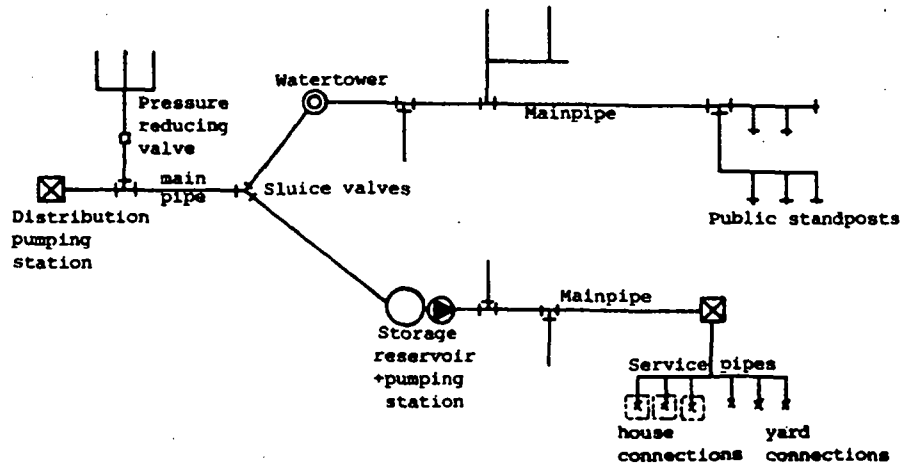 Watertower
Pressure
reducing
valve
Mainpipe
main
pipe
Sluice valves
Distribution
pumping
station
Public standposts
Mainpipe
Storage
reservoir
+pumping
station
Service pipes
house
connections
yard
connections